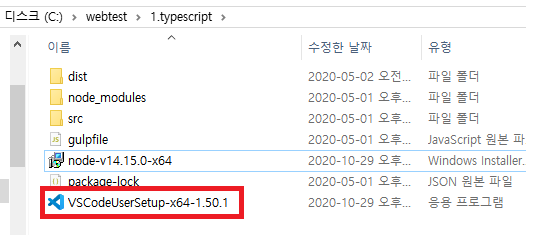 디스크 (C:) > webtest > 1.typescript >
이름 수정한 날짜 유형
dist 2020-05-02 오전... 파일 폴더
node_modules 2020-05-01 오후... 파일 폴더
src 2020-05-01 오후... 파일 폴더
gulpfile 2020-05-01 오후... JavaScript 원본 파
node-v14.15.0-x64 2020-10-29 오후... Windows Installer.
package-lock 2020-05-01 오후... JSON 원본 파일
VSCodeUserSetup-x64-1.50.1 2020-10-29 오후... 응용 프로그램